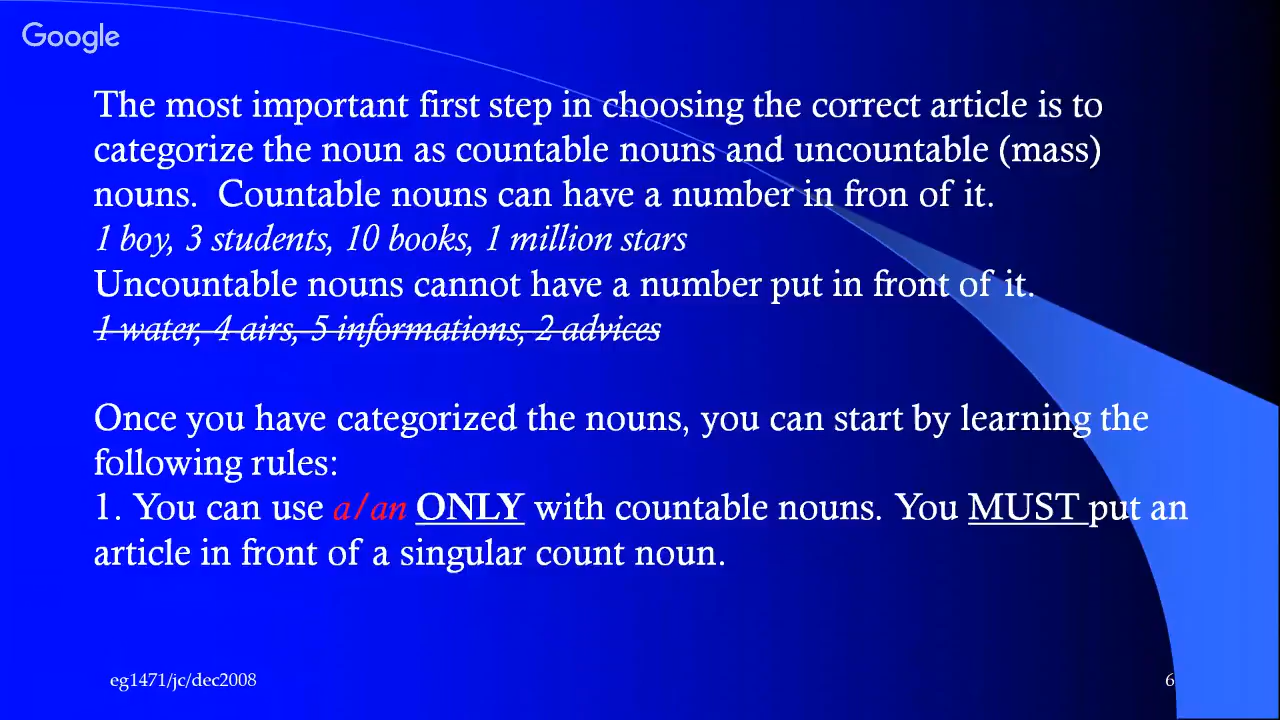 Google
The most important first step in choosing the correct article is to
categorize the noun as countable nouns and uncountable (mass)
nouns.  Countable nouns can have a number in fron of it.
1 boy, 3 students, 10 books, 1 million stars
Uncountable nouns cannot have a number put in front of it.
1 water, 4 airs, 5 informations, 2 advices
Once you have categorized the nouns, you can start by learning the
following rules:
1. You can use a/an ONLY with countable nouns. You MUST put an
article in front of a singular count noun.
eg1471/jc/dec2008
6